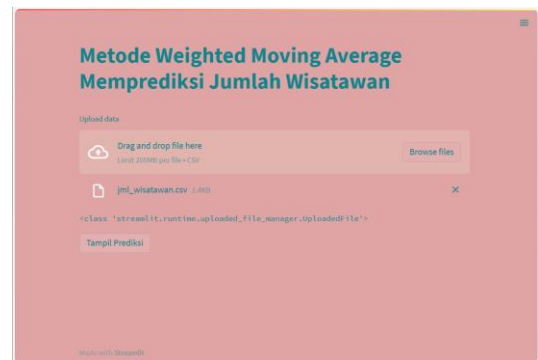 Metode Weighted Moving Average
Memprediksi Jumlah Wisatawan
Upload data
Drag and drop file here
Limit 200MB per file • CSV
Browse files
jml_wisatawan.csv 1.4KB
<class 'streamlit.runtime.uploaded_file_manager.UploadedFile'>
Tampil Prediksi
Made with Streamlit